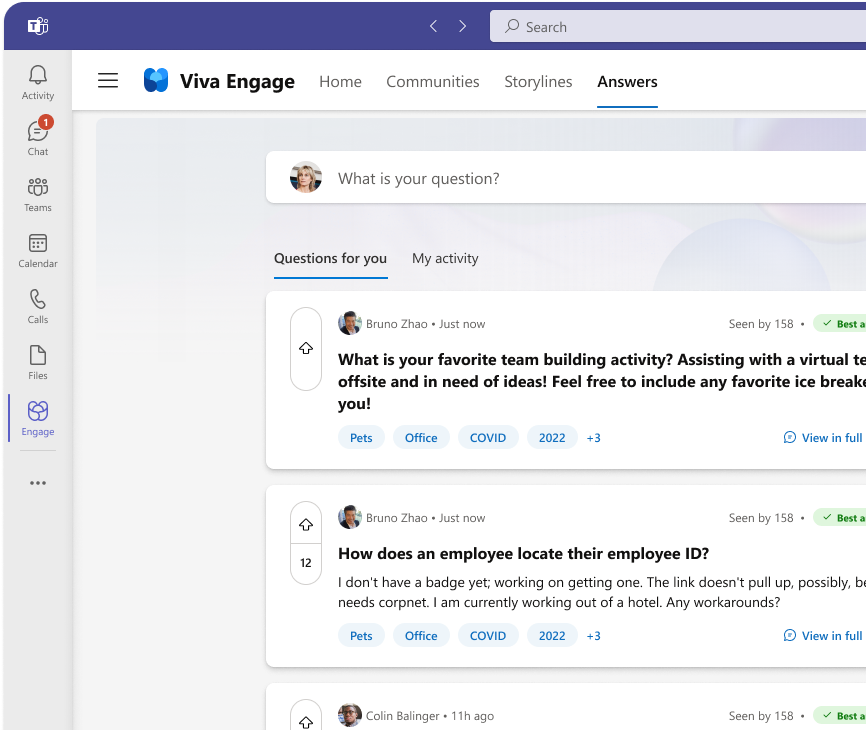 Search
Activity
1
Chat
Teams
Calendar
Calls
Files
Engage
Viva Engage Home Communities Storylines Answers
What is your question?
Questions for you My activity
Bruno Zhao • Just now Seen by 158 • Best a
What is your favorite team building activity? Assisting with a virtual te
offsite and in need of ideas! Feel free to include any favorite ice breake
you!
Pets Office COVID 2022 +3 View in full
Bruno Zhao • Just now Seen by 158 • Best a
12
How does an employee locate their employee ID?
I don't have a badge yet; working on getting one. The link doesn't pull up, possibly, be
needs corpnet. I am currently working out of a hotel. Any workarounds?
Pets Office COVID 2022 +3 View in full
Colin Balinger • 11h ago Seen by 158 • Best a